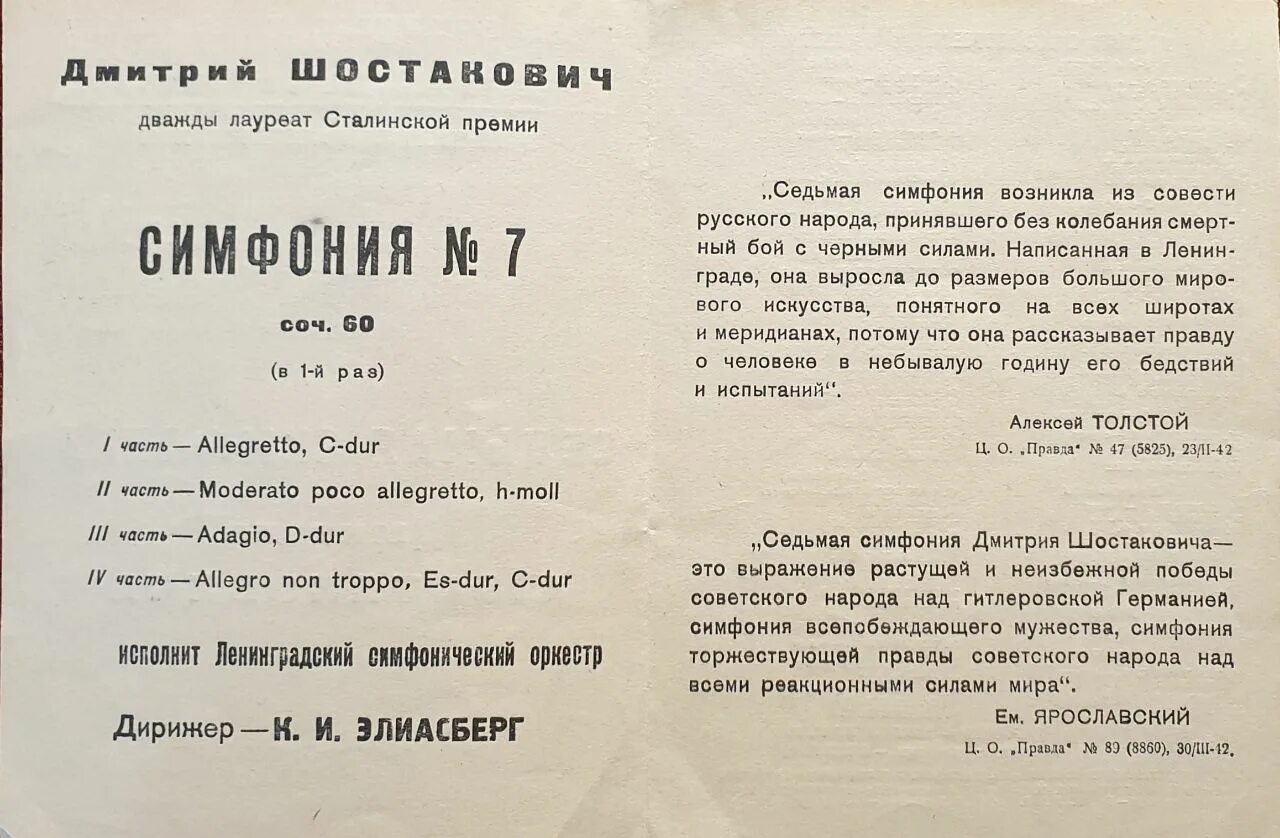 Дмитрий ШОСТАКОВИЧ
дважды лауреат Сталинской премии
СИМФОНИЯ № 7
соч. 60
(в 1-й раз)
I часть — Allegretto, C-dur
II часть — Moderato poco allegretto, h-moll
III часть — Adagio, D-dur
IV часть — Allegro non troppo, Es-dur, C-dur
исполнит Ленинградский симфонический оркестр
Дирижер — К. И. ЭЛИАСБЕРГ
„Седьмая симфония возникла из совести
русского народа, принявшего без колебания смерт-
ный бой с черными силами. Написанная в Ленин-
граде, она выросла до размеров большого миро-
вого искусства, понятного на всех широтах
и меридианах, потому что она рассказывает правду
о человеке в небывалую годину его бедствий
и испытаний“.
Алексей ТОЛСТОЙ
Ц. О. „Правда“ № 47 (5825), 23/II-42
„Седьмая симфония Дмитрия Шостаковича—
это выражение растущей и неизбежной победы
советского народа над гитлеровской Германией,
симфония всепобеждающего мужества, симфония
торжествующей правды советского народа над
всеми реакционными силами мира“.
Ем. ЯРОСЛАВСКИЙ
Ц. О. „Правда“ № 89 (8860), 30/III-42.